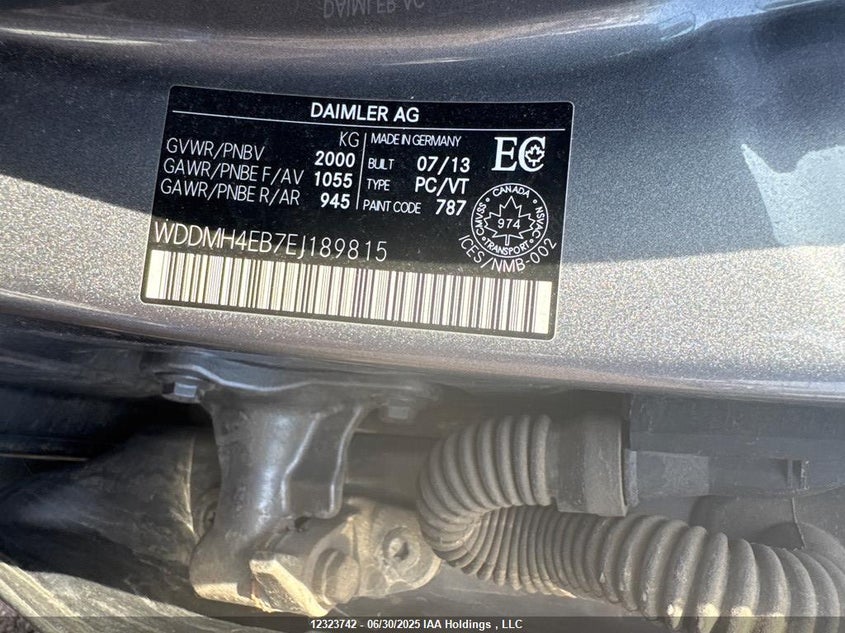 DAIMLER AG
KG
GVWR/PNBV 2000
GAWR/PNBE F/AV 1055
GAWR/PNBE R/AR 945
MADE IN GERMANY
BUILT 07/13
TYPE PC/VT
PAINT CODE 787
EC
CANADA
974
TRANSPORT
NSVAC
CMVSS
ICES/NMB-002
WDDMH4EB7EJ189815
12323742 - 06/30/2025 IAA Holdings , LLC